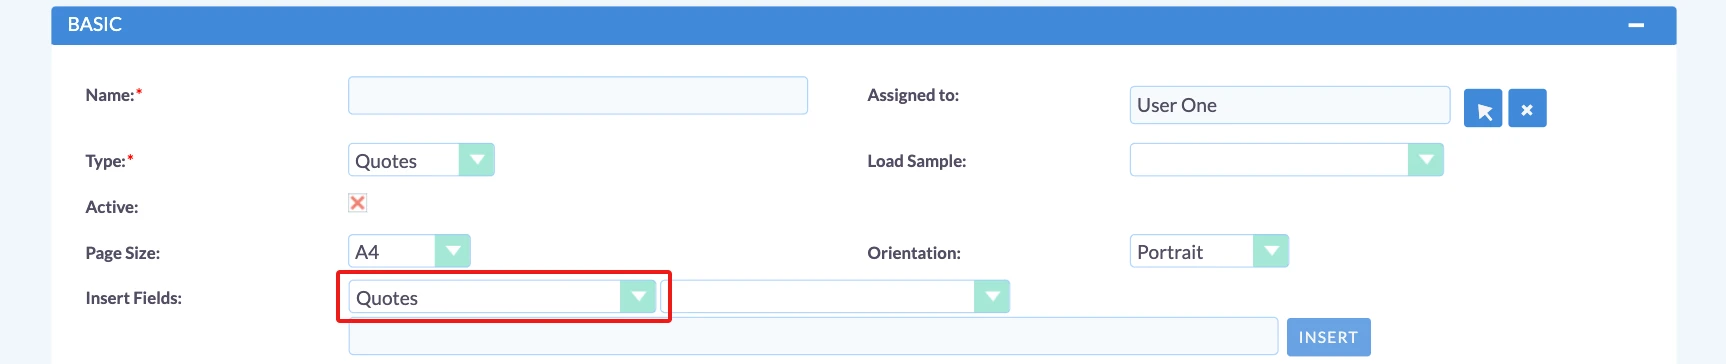 BASIC
Name:*
Assigned to:
User One
Type:*
Quotes
Load Sample:
Active:
Page Size:
A4
Orientation:
Portrait
Insert Fields:
Quotes
INSERT